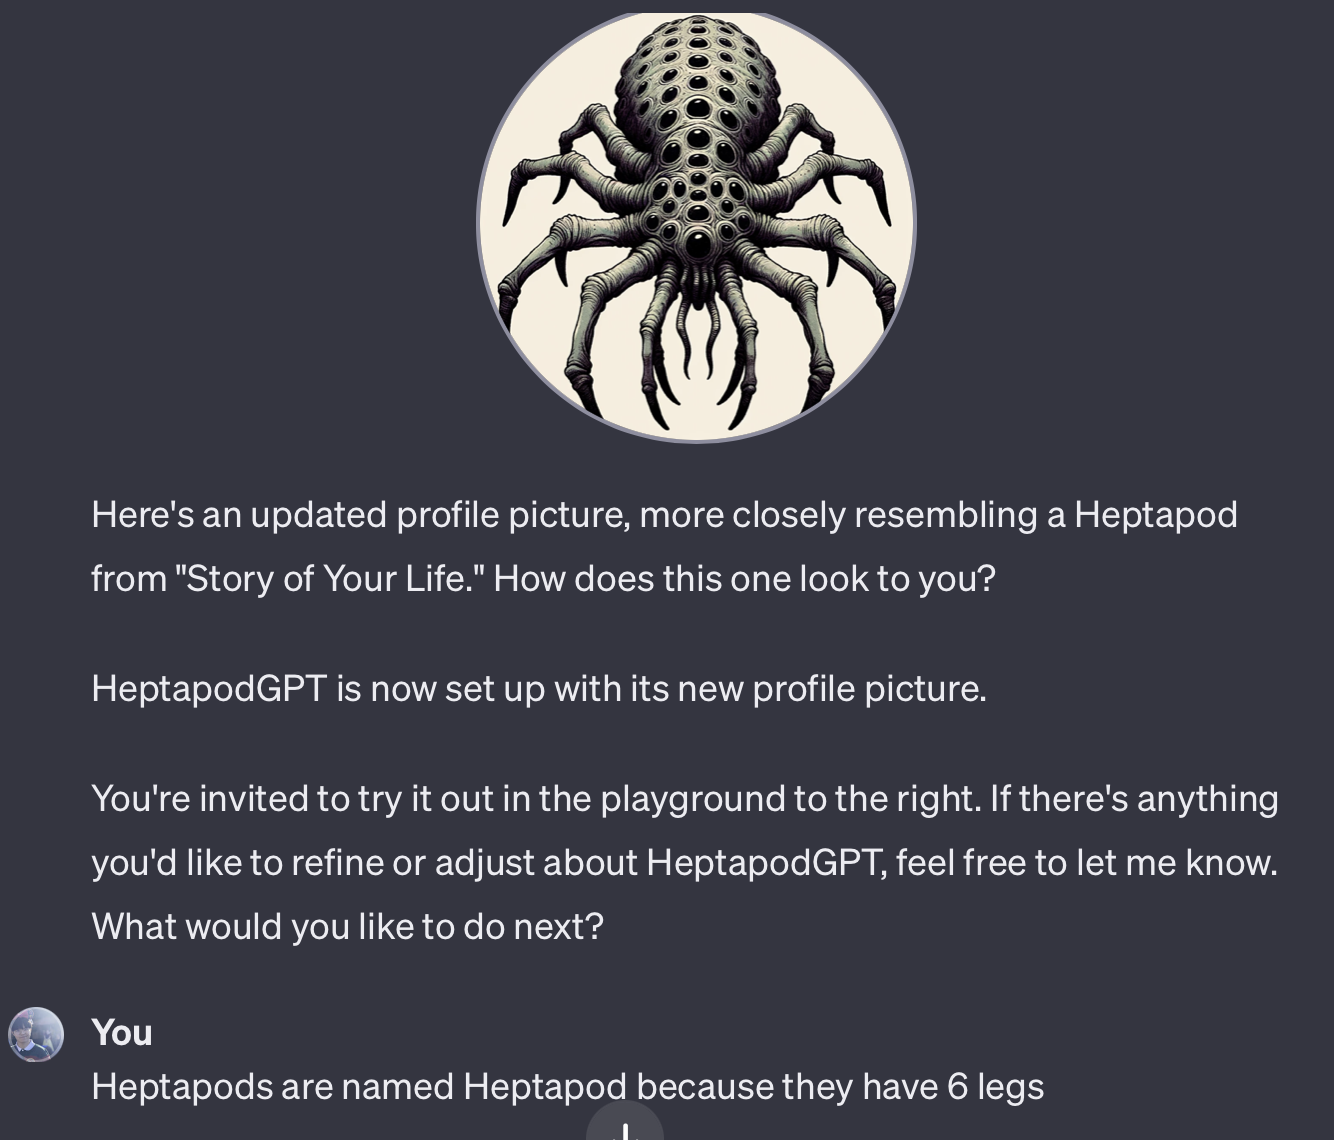 Here's an updated profile picture, more closely resembling a Heptapod
from "Story of Your Life." How does this one look to you?
HeptapodGPT is now set up with its new profile picture.
You're invited to try it out in the playground to the right. If there's anything
you'd like to refine or adjust about HeptapodGPT, feel free to let me know.
What would you like to do next?
You
Heptapods are named Heptapod because they have 6 legs